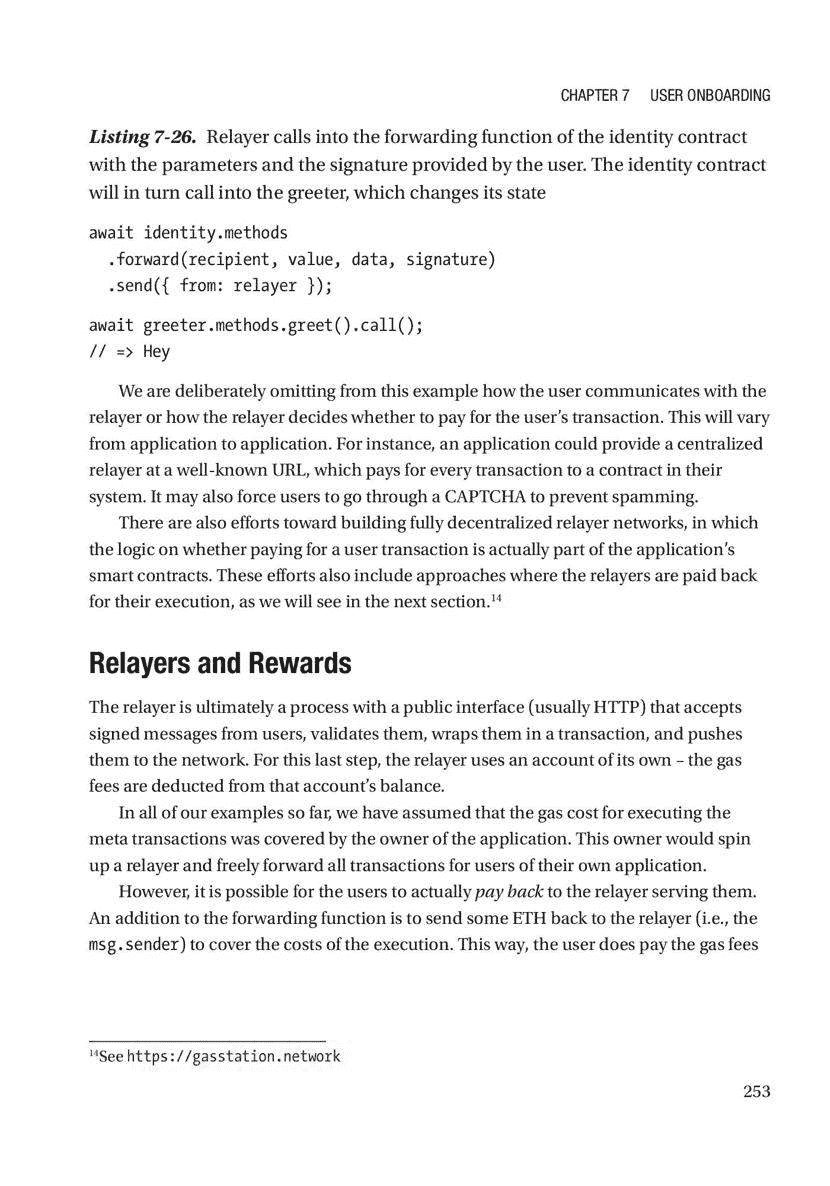 CHAPTER 7 USER ONBOARDING
Listing 7-26. Relayer calls into the forwarding function of the identity contract
with the parameters and the signature provided by the user. The identity contract
will in turn call into the greeter, which changes its state
await identity.methods
.forward(recipient, value, data, signature)
.send({ from: relayer });
await greeter.methods.greet().call();
// => Hey
We are deliberately omitting from this example how the user communicates with the
relayer or how the relayer decides whether to pay for the user’s transaction. This will vary
from application to application. For instance, an application could provide a centralized
relayer at a well-known URL, which pays for every transaction to a contract in their
system. It may also force users to go through a CAPTCHA to prevent spamming.
There are also efforts toward building fully decentralized relayer networks, in which
the logic on whether paying for a user transaction is actually part of the application’s
smart contracts. These efforts also include approaches where the relayers are paid back
for their execution, as we will see in the next section.14
Relayers and Rewards
The relayer is ultimately a process with a public interface (usually HTTP) that accepts
signed messages from users, validates them, wraps them in a transaction, and pushes
them to the network. For this last step, the relayer uses an account of its own – the gas
fees are deducted from that account’s balance.
In all of our examples so far, we have assumed that the gas cost for executing the
meta transactions was covered by the owner of the application. This owner would spin
up a relayer and freely forward all transactions for users of their own application.
However, it is possible for the users to actually pay back to the relayer serving them.
An addition to the forwarding function is to send some ETH back to the relayer (i.e., the
msg.sender) to cover the costs of the execution. This way, the user does pay the gas fees
14See https://gasstation.network
253